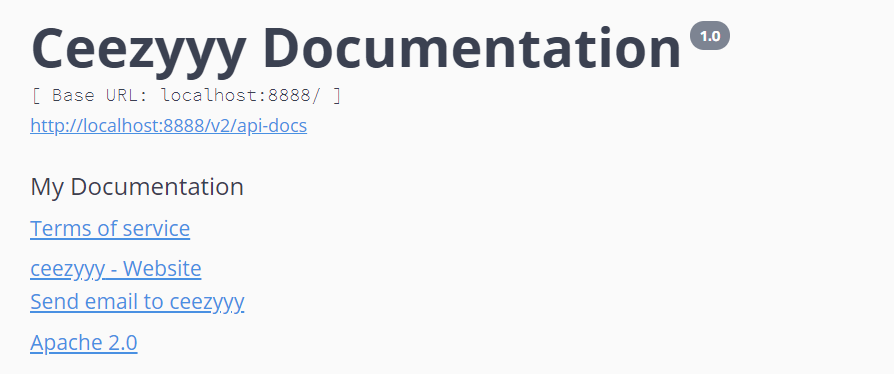 Ceezyyy Documentation 1.0
[ Base URL: localhost:8888/ ]
http://localhost:8888/v2/api-docs
My Documentation
Terms of service
ceezyyy - Website
Send email to ceezyyy
Apache 2.0